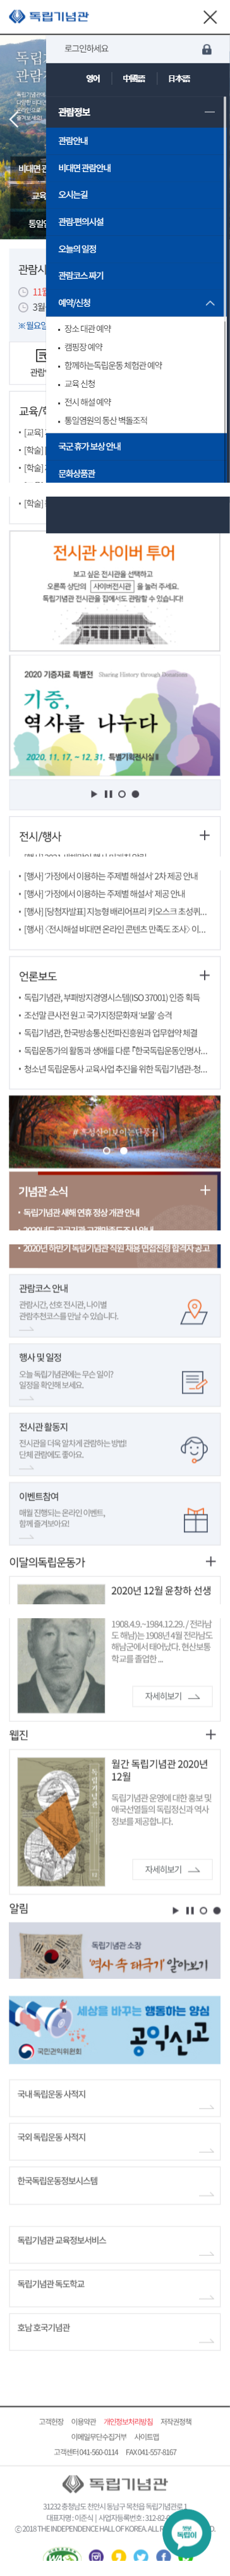 독립기념관
로그인하세요
ENGLISH
中國語
日本語
관람정보
관람안내
비대면 관람안내
오시는길
관람·편의시설
오늘의 일정
관람코스 짜기
예약/신청
장소 대관 예약
캠핑장 예약
함께하는독립운동 체험관 예약
교육 신청
전시 해설 예약
통일염원의 동산 벽돌조적
국군 휴가 보상 안내
문화상품관
전시관 사이버 투어
보고 싶은 전시관을 선택하고
오른쪽 상단의 사이버전시관 을 눌러 주세요.
독립기념관 전시관을 집에서도 관람할 수 있습니다!
2020 기증자료 특별전 Sharing History through Donations
기증,
역사를 나누다
2020. 11. 17. ~ 12. 31. 특별기획전시실Ⅱ
전시/행사
[행사] '가정에서 이용하는 주제별 해설서' 2차 제공 안내
[행사] '가정에서 이용하는 주제별 해설서' 제공 안내
[행사] [당첨자발표] 지능형 배리어프리 키오스크 초성퀴...
[행사] <전시해설 비대면 온라인 콘텐츠 만족도 조사> 이...
언론보도
독립기념관, 부패방지경영시스템(ISO 37001) 인증 획득
조선말 큰사전 원고 국가지정문화재 '보물' 승격
독립기념관, 한국방송통신전파진흥원과 업무협약 체결
독립운동가의 활동과 생애를 다룬 『한국독립운동인명사...
청소년 독립운동사 교육사업 추진을 위한 독립기념관-청...
기념관 소식
독립기념관 새해 연휴 정상 개관 안내
2020년 하반기 독립기념관 직원 채용 면접전형 합격자 공고
관람코스 안내
관람시간, 선호 전시관, 나이별
관람추천코스를 만날 수 있습니다.
행사 및 일정
오늘 독립기념관에는 무슨 일이?
일정을 확인해 보세요.
전시관 활동지
전시관을 더욱 알차게 관람하는 방법!
단체 관람에도 좋아요.
이벤트참여
매월 진행되는 온라인 이벤트,
함께 즐겨보아요!
이달의독립운동가
2020년 12월 윤창하 선생
1908.4.9.~1984.12.29. / 전라남
도 해남)는 1908년 4월 전라남도
해남군에서 태어났다. 현산보통
학교를 졸업한 ...
자세히보기
웹진
월간 독립기념관 2020년
12월
독립기념관 운영에 대한 홍보 및
애국선열들의 독립정신과 역사
정보를 제공합니다.
자세히보기
알림
독립기념관 소장
'역사 속 태극기' 알아보기
세상을 바꾸는 행동하는 양심
공익신고
국민권익위원회
국내 독립운동 사적지
국외 독립운동 사적지
한국독립운동정보시스템
독립기념관 교육정보서비스
독립기념관 독도학교
호남 호국기념관
고객헌장 이용약관 개인정보처리방침 저작권정책
이메일무단수집거부 사이트맵
고객센터 041-560-0114 FAX 041-557-8167
독립기념관
31232 충청남도 천안시 동남구 목천읍 독립기념관로 1
대표자명 : 이준식 | 사업자등록번호 : 312-82-
ⓒ 2018 THE INDEPENDENCE HALL OF KOREA. ALL